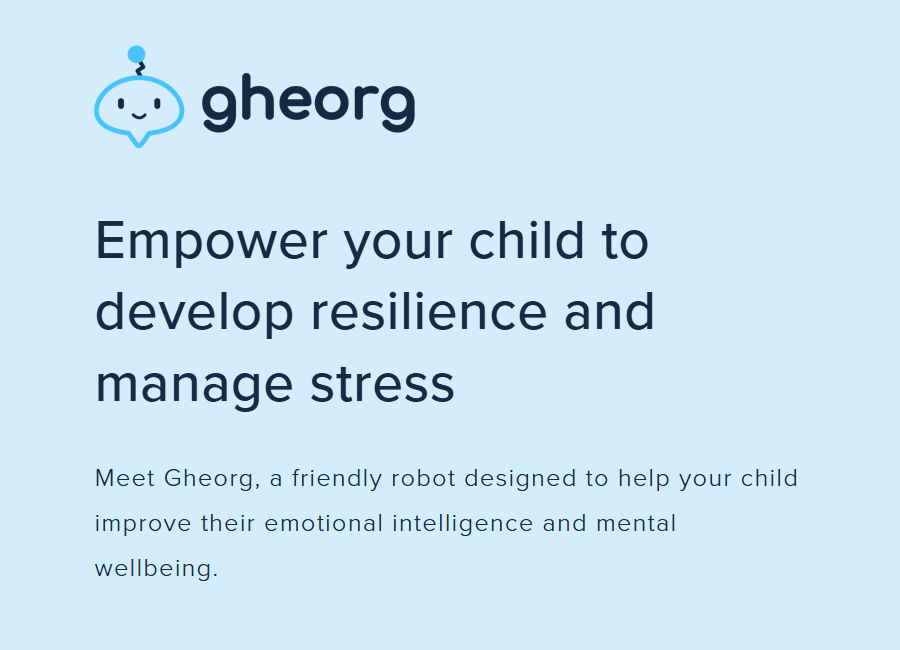 gheorg
Empower your child to
develop resilience and
manage stress
Meet Gheorg, a friendly robot designed to help your child
improve their emotional intelligence and mental
wellbeing.